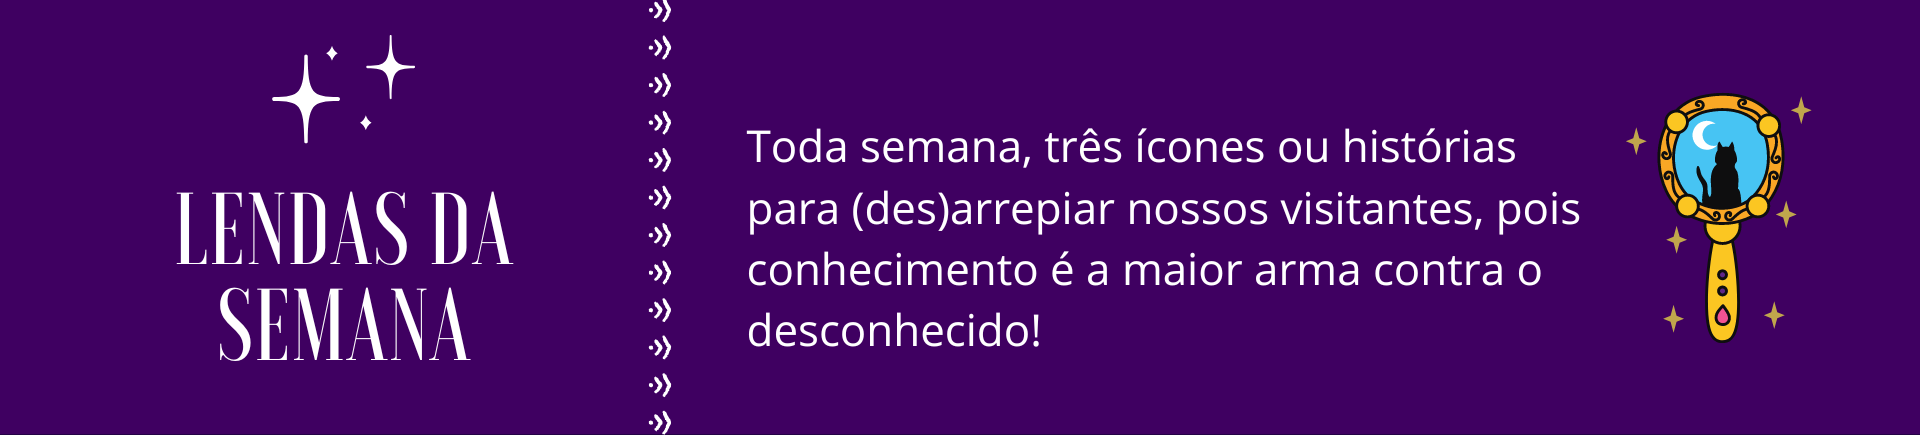 LENDAS DA
SEMANA
Toda semana, três ícones ou histórias
para (des)arrepiar nossos visitantes, pois
conhecimento é a maior arma contra o
desconhecido!